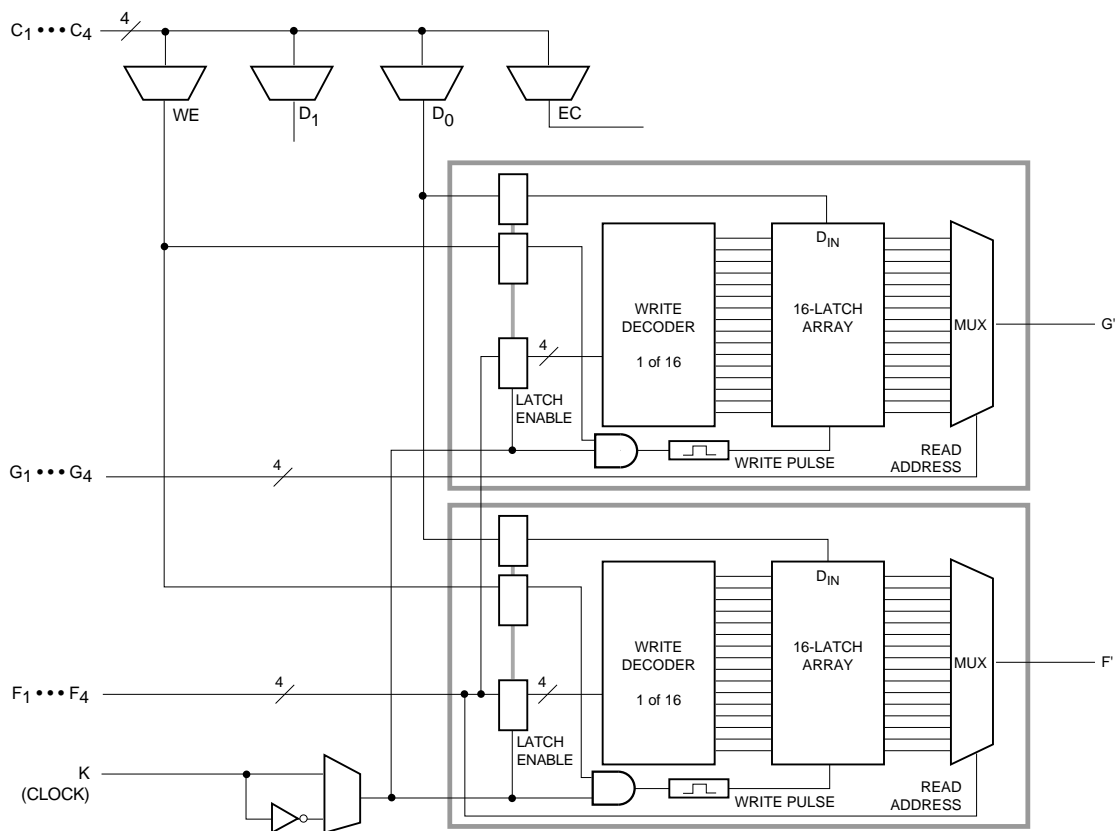 C1 ••• C4
4
WE
D1
D0
EC
DIN
WRITE DECODER
1 of 16
16-LATCH ARRAY
MUX
G'
4
LATCH ENABLE
WRITE PULSE
READ ADDRESS
G1 ••• G4
4
DIN
WRITE DECODER
1 of 16
16-LATCH ARRAY
MUX
F'
F1 ••• F4
4
4
LATCH ENABLE
K
(CLOCK)
WRITE PULSE
READ ADDRESS